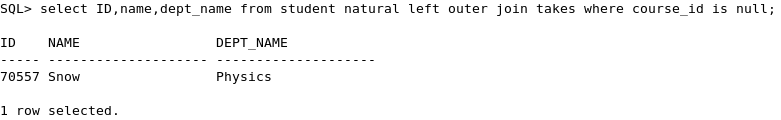 SQL> select ID,name,dept_name from student natural left outer join takes where course_id is null;
ID    NAME                 DEPT_NAME
----- -------------------- --------------------
70557 Snow                 Physics
1 row selected.